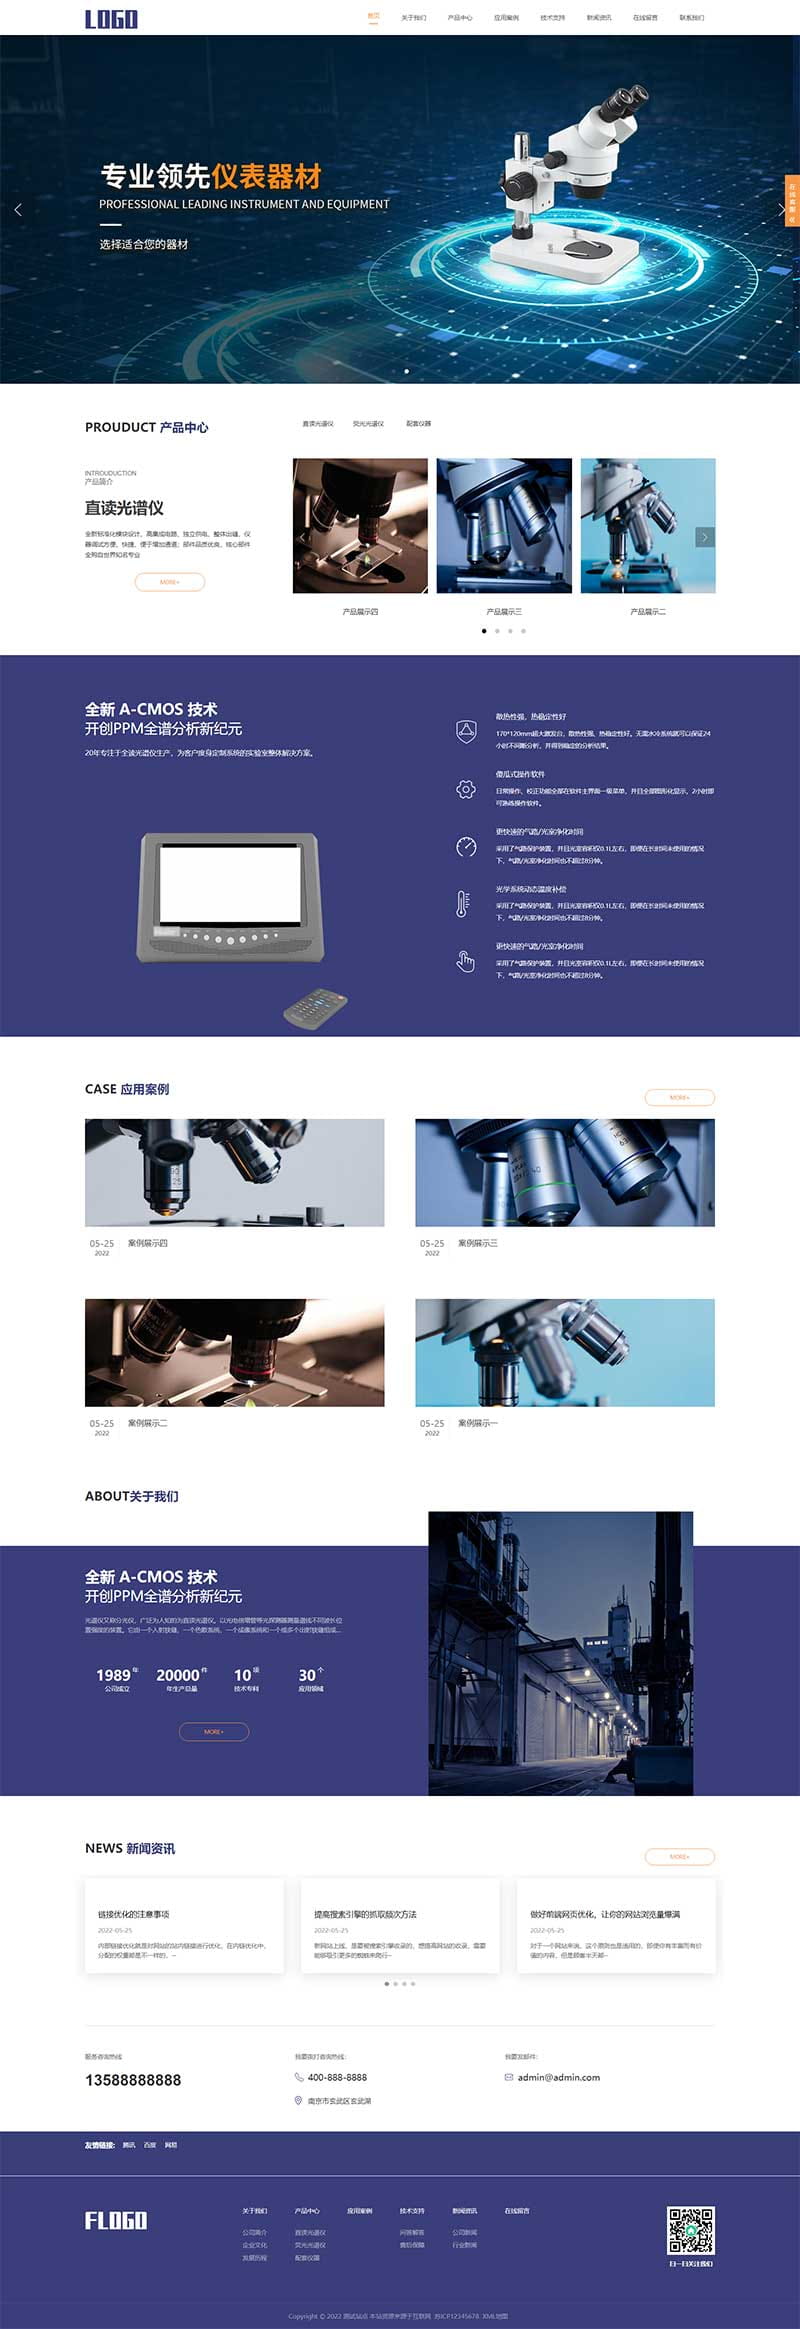 LOGO
首页 关于我们 产品中心 应用案例 技术支持 新闻资讯 在线留言 联系我们
专业领先仪表器材
PROFESSIONAL LEADING INSTRUMENT AND EQUIPMENT
选择适合您的器材
在线客服
PROUDUCT 产品中心
直读光谱仪 荧光光谱仪 配套仪器
INTROUDUCTION
产品简介
直读光谱仪
全新标准化模块设计，高集成电路，独立供电，整体出缝，仪
器调试方便、快捷，便于增加通道；部件品质优良，核心部件
全购自世界知名专业
MORE+
产品展示四 产品展示三 产品展示二
全新 A-CMOS 技术
开创PPM全谱分析新纪元
20年专注于全谱光谱仪生产，为客户度身定制系统的实验室整体解决方案。
散热性强，热稳定性好
170*120mm超大激发台，散热性强、热稳定性好。无需水冷系统就可以保证24
小时不间断分析，并得到稳定的分析结果。
傻瓜式操作软件
日常操作、校正功能全部在软件主界面一级菜单，并且全部图形化显示，2小时即
可熟练操作软件。
更快速的气路/光室净化时间
采用了气路保护装置，并且光室容积仅0.1L左右，即便在长时间未使用的情况
下，气路/光室净化时间也不超过8分钟。
光学系统动态温度补偿
采用了气路保护装置，并且光室容积仅0.1L左右，即便在长时间未使用的情况
下，气路/光室净化时间也不超过8分钟。
更快速的气路/光室净化时间
采用了气路保护装置，并且光室容积仅0.1L左右，即便在长时间未使用的情况
下，气路/光室净化时间也不超过8分钟。
CASE 应用案例
MORE+
05-25
2022
案例展示四
05-25
2022
案例展示三
05-25
2022
案例展示二
05-25
2022
案例展示一
ABOUT关于我们
全新 A-CMOS 技术
开创PPM全谱分析新纪元
光谱仪又称分光仪，广泛为人知的为直读光谱仪。以光电倍增管等光探测器测量谱线不同波长位
置强度的装置。它由一个入射狭缝，一个色散系统，一个成像系统和一个或多个出射狭缝组成...
1989年 20000件 10项 30个
公司成立 年生产总量 技术专利 应用领域
MORE+
NEWS 新闻资讯
MORE+
链接优化的注意事项
2022-05-25
内部链接优化就是对网站的站内链接进行优化，在内链优化中，
分配的权重都是不一样的，~
提高搜素引擎的抓取频次方法
2022-05-25
新网站上线，是要被搜索引擎收录的，想提高网站的收录，需要
能够吸引更多的蜘蛛来爬行~
做好前端网页优化，让你的网站浏览量爆满
2022-05-25
对于一个网站来说，这个原则也是适用的，即使你有丰富而有价
值的内容，但是顾客半天都~
服务咨询热线:
13588888888
我要拨打咨询热线:
400-888-8888
南京市玄武区玄武湖
我要发邮件:
admin@admin.com
友情链接: 腾讯 百度 网易
FLOGO
关于我们 产品中心 应用案例 技术支持 新闻资讯 在线留言
公司简介 直读光谱仪 问答解答 公司新闻
企业文化 荧光光谱仪 售后保障 行业新闻
发展历程 配套仪器
扫一扫关注我们
Copyright © 2022 测试站点 本站资源来源于互联网 苏ICP12345678 XML地图